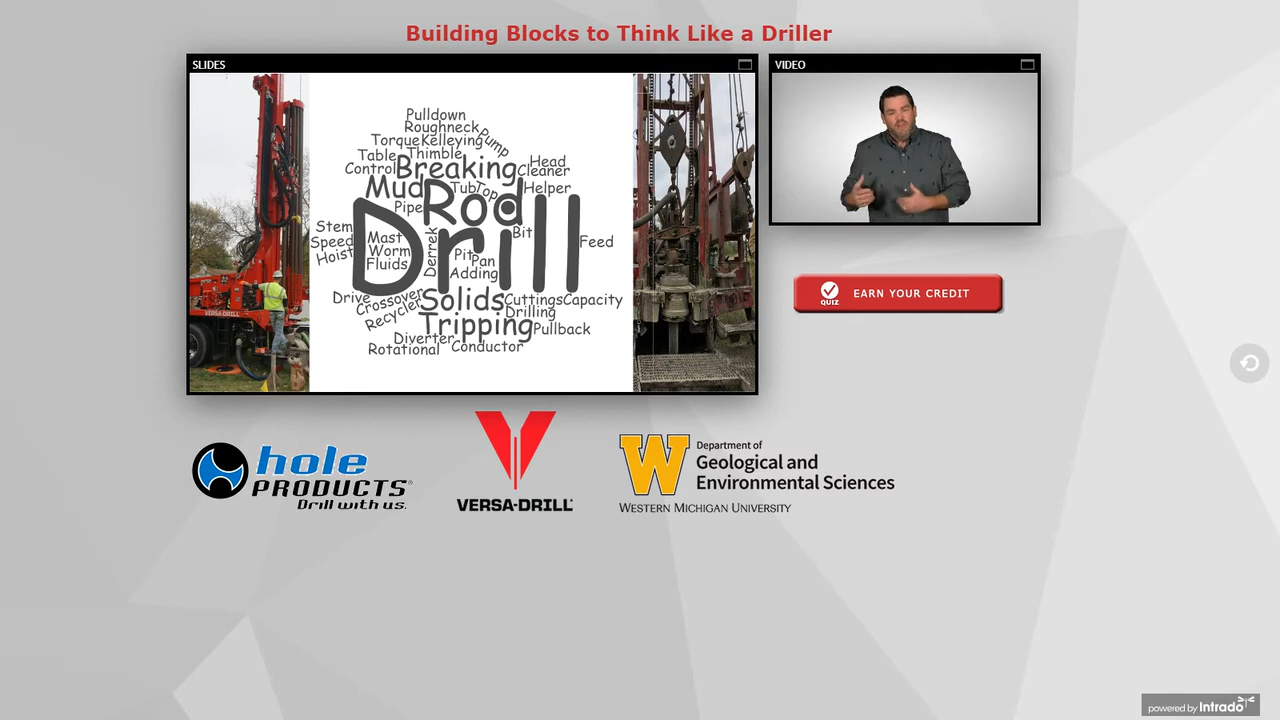 Building Blocks to Think Like a Driller
SLIDES
VIDEO
Pulldown
Roughneck
Pump
Torque Kelleying
Table Thimble
Control Breaking Head
Cleaner
Mud Tub Top Helper
Rod
Pipe
Drill
Stem
Speed
Hoist
Mast
Worm
Fluids
Derrek
Bit
Feed
Pit
Pan
Adding
Drive Crossover Solids Cuttings Capacity
Recycler Drilling
Tripping Pullback
Diverter
Rotational Conductor
VERSA-DRILL
QUIZ EARN YOUR CREDIT
hole
PRODUCTS®
Drill with us.
VERSA-DRILL
W
Department of
Geological and
Environmental Sciences
WESTERN MICHIGAN UNIVERSITY
powered by Intrado